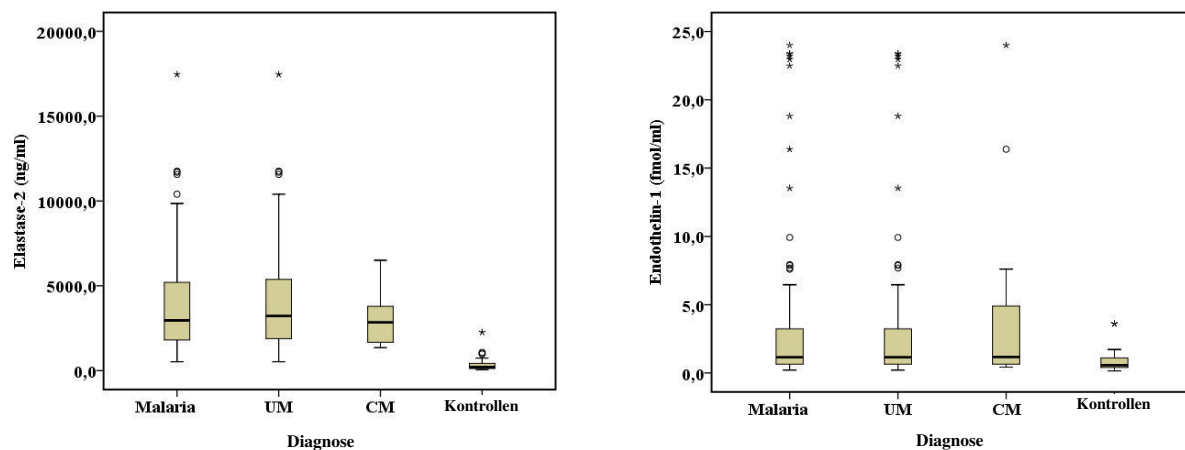 20000,0
15000,0
10000,0
5000,0
0,0
Elastase-2 (ng/ml)
Malaria
UM
CM
Kontrollen
Diagnose
25,0
20,0
15,0
10,0
5,0
0,0
Endothelin-1 (fmol/ml)
Malaria
UM
CM
Kontrollen
Diagnose